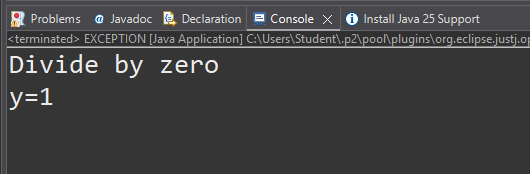 Problems Javadoc Declaration Console Install Java 25 Support
<terminated> EXCEPTION [Java Application] C:\Users\Student\.p2\pool\plugins\org.eclipse.justj.op
Divide by zero
y=1